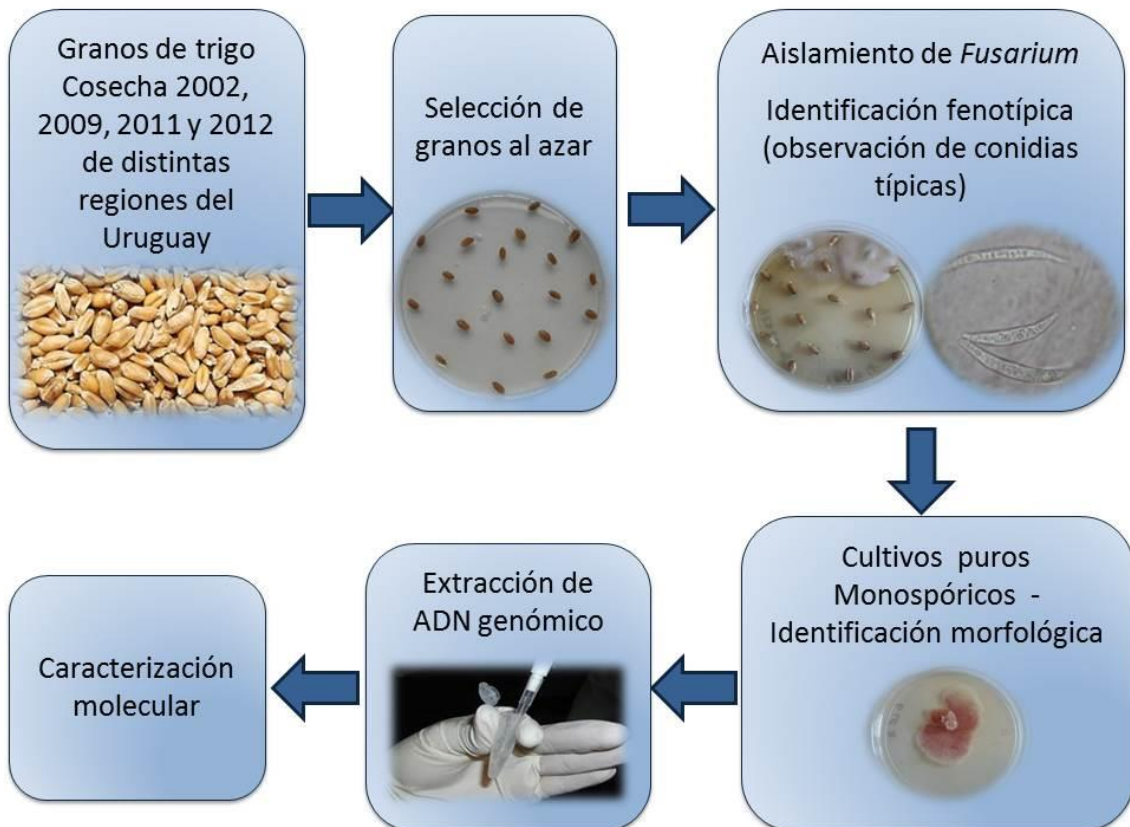 Granos de trigo
Cosecha 2002,
2009, 2011 y 2012
de distintas
regiones del
Uruguay
Selección de
granos al azar
Aislamiento de Fusarium
Identificación fenotípica
(observación de conidias
típicas)
Cultivos puros
Monospóricos -
Identificación morfológica
Extracción de
ADN genómico
Caracterización
molecular